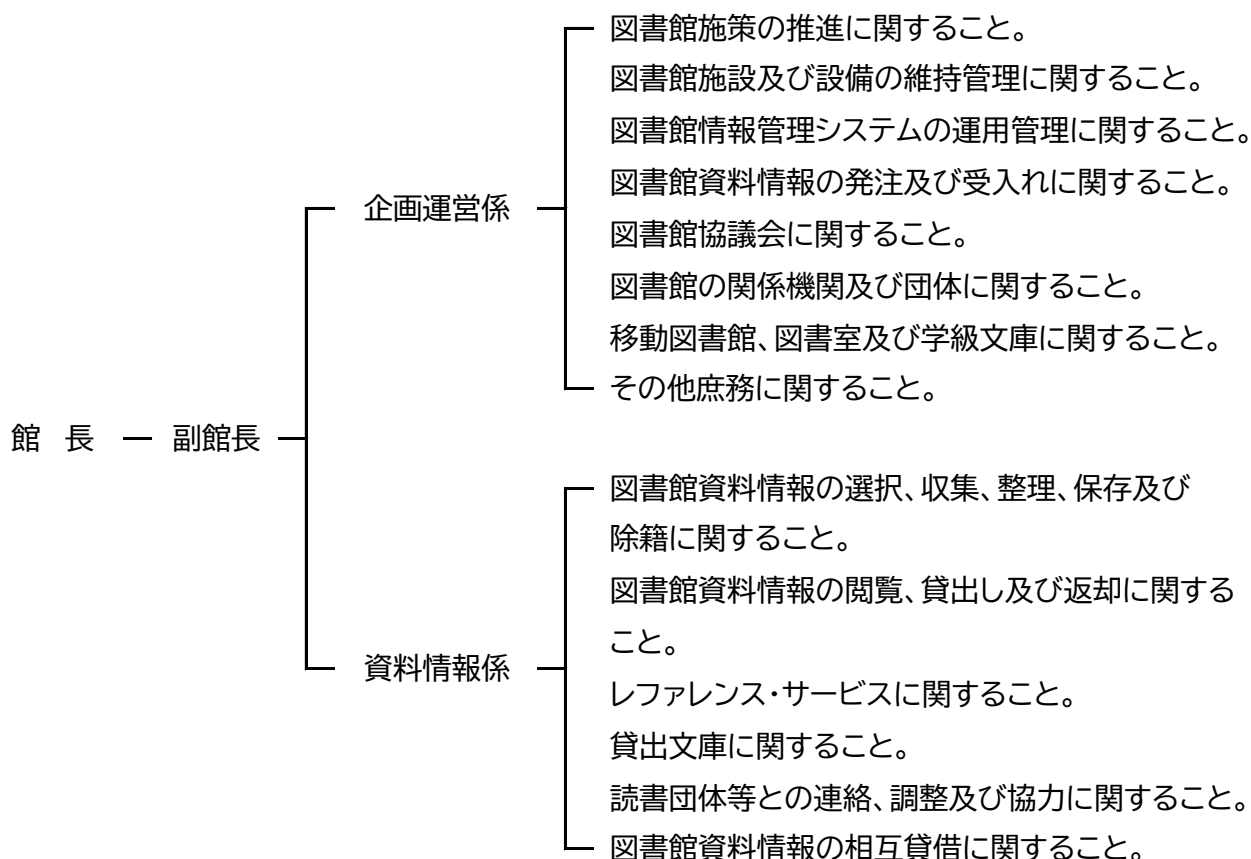 館 長
副館長
企画運営係
図書館施策の推進に関すること。
図書館施設及び設備の維持管理に関すること。
図書館情報管理システムの運用管理に関すること。
図書館資料情報の発注及び受入れに関すること。
図書館協議会に関すること。
図書館の関係機関及び団体に関すること。
移動図書館、図書室及び学級文庫に関すること。
その他庶務に関すること。
資料情報係
図書館資料情報の選択、収集、整理、保存及び
除籍に関すること。
図書館資料情報の閲覧、貸出し及び返却に関する
こと。
レファレンス・サービスに関すること。
貸出文庫に関すること。
読書団体等との連絡、調整及び協力に関すること。
図書館資料情報の相互貸借に関すること。